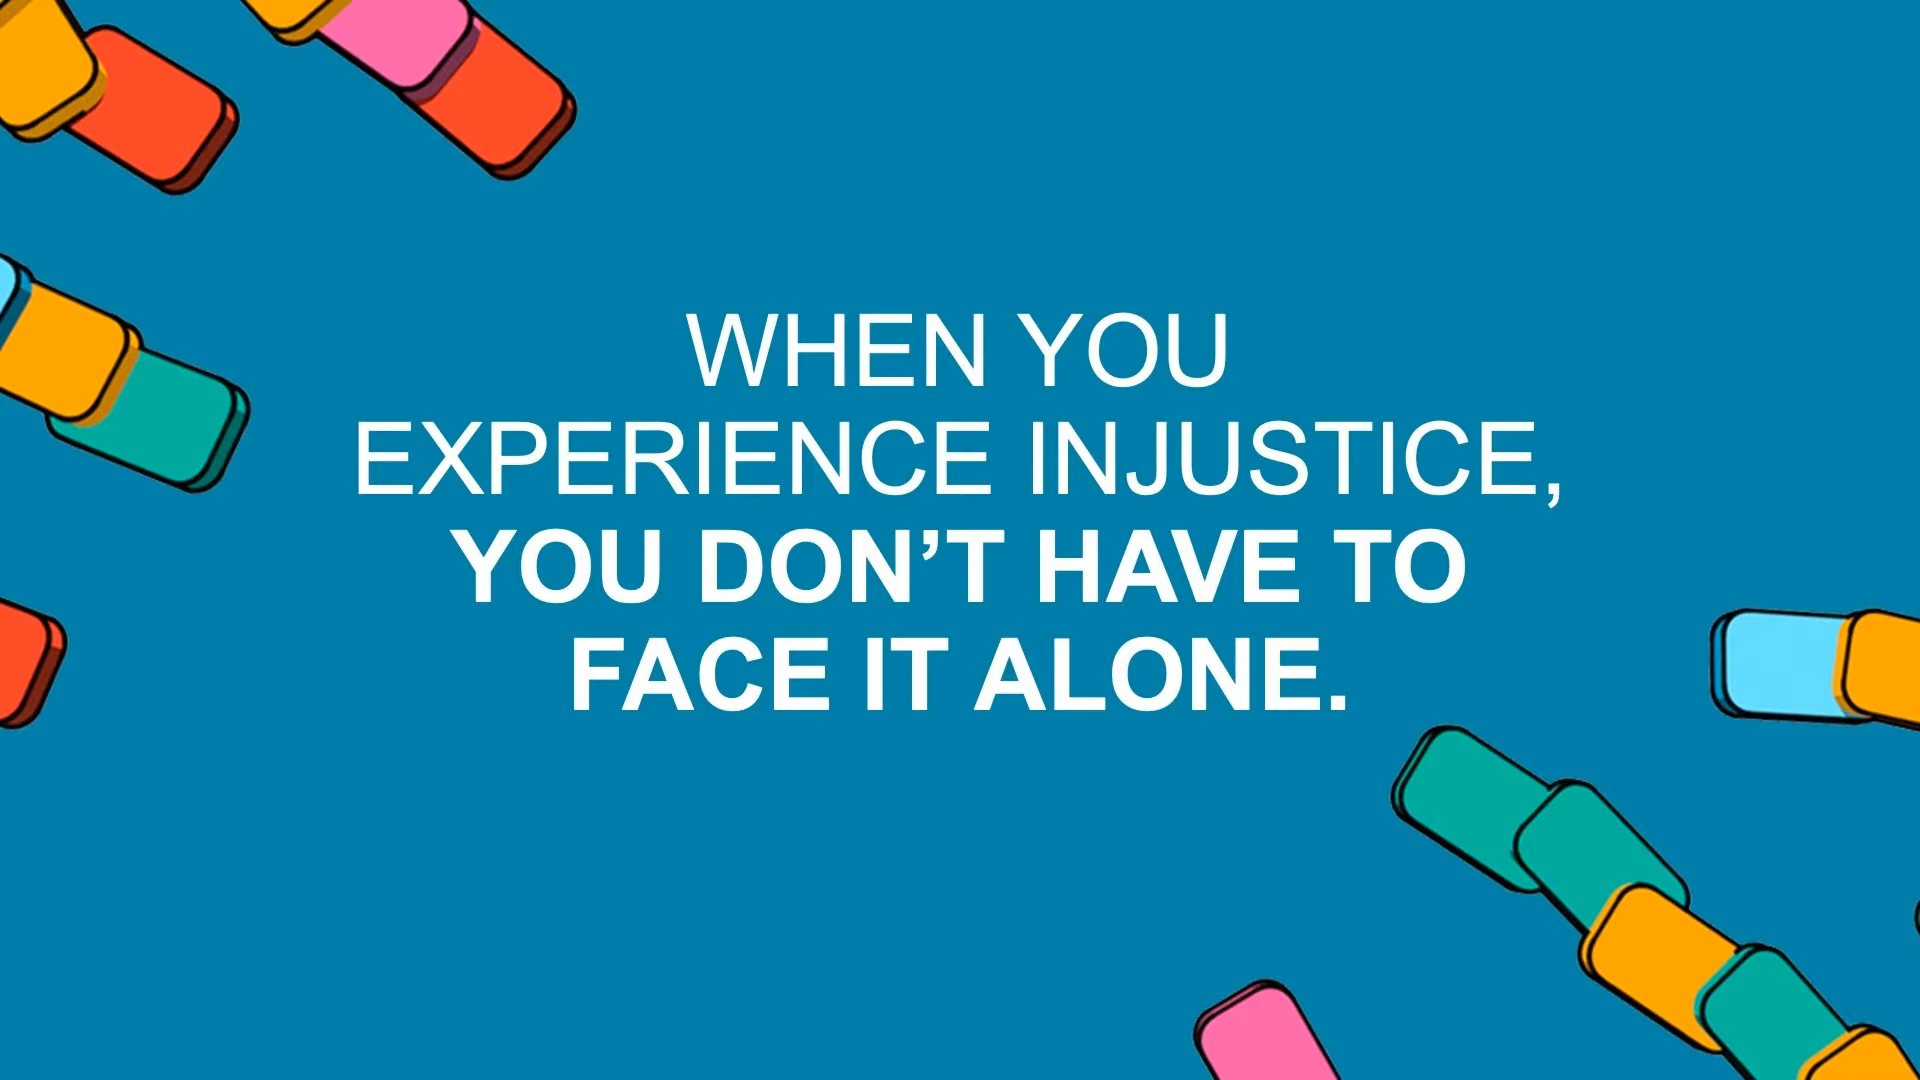 WHEN YOU
EXPERIENCE INJUSTICE,
YOU DON’T HAVE TO
FACE IT ALONE.